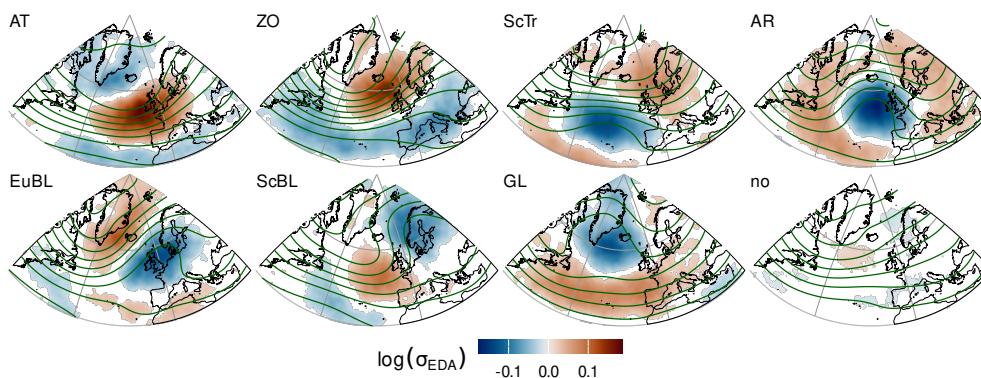 AT ZO ScTr AR
EuBL ScBL GL no
log(σEDA)
-0.1 0.0 0.1